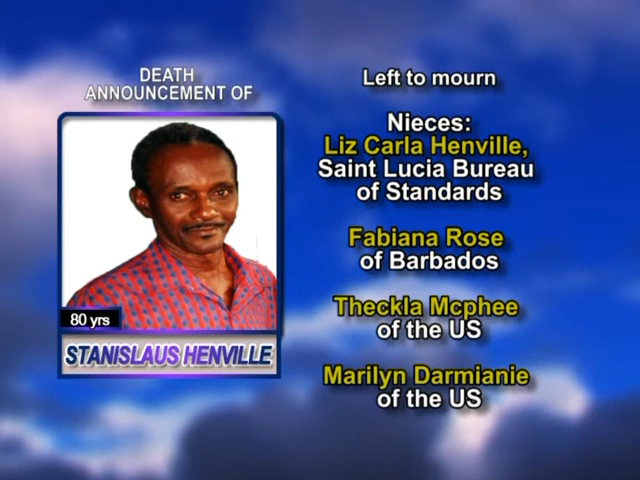 DEATH
ANNOUNCEMENT OF
80 yrs
STANISLAUS HENVILLE
Left to mourn
Nieces:
Liz Carla Henville,
Saint Lucia Bureau
of Standards
Fabiana Rose
of Barbados
Theckla Mcphee
of the US
Marilyn Darmianie
of the US